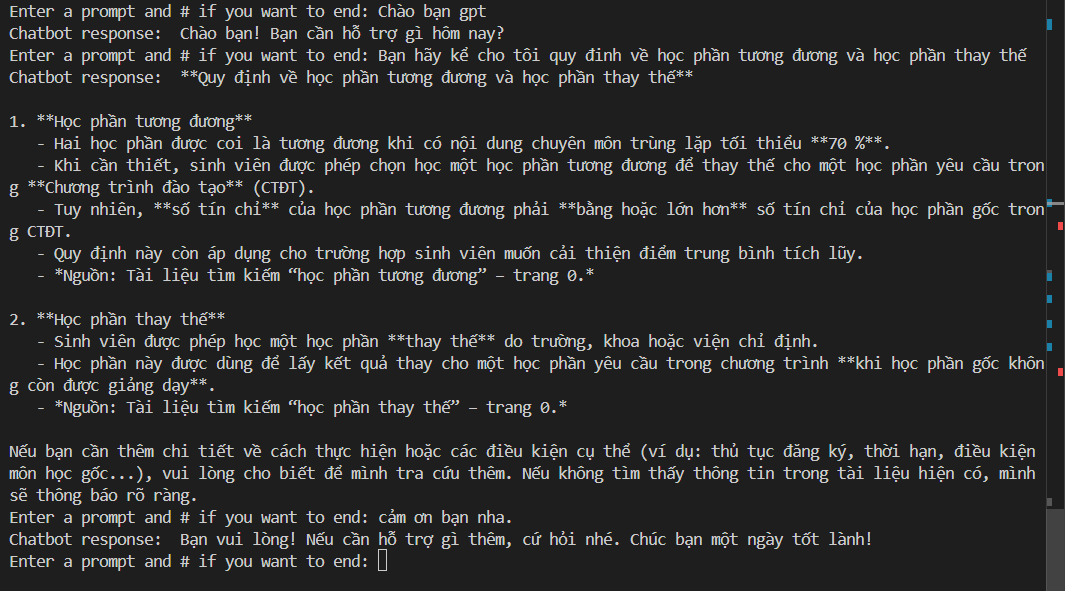 Enter a prompt and # if you want to end: Chào bạn gpt
Chatbot response:  Chào bạn! Bạn cần hỗ trợ gì hôm nay?
Enter a prompt and # if you want to end: Bạn hãy kể cho tôi quy đinh về học phần tương đương và học phần thay thế
Chatbot response:  **Quy định về học phần tương đương và học phần thay thế**

1. **Học phần tương đương**
   - Hai học phần được coi là tương đương khi có nội dung chuyên môn trùng lặp tối thiểu **70 %**.
   - Khi cần thiết, sinh viên được phép chọn học một học phần tương đương để thay thế cho một học phần yêu cầu tron
g **Chương trình đào tạo** (CTĐT).
   - Tuy nhiên, **số tín chỉ** của học phần tương đương phải **bằng hoặc lớn hơn** số tín chỉ của học phần gốc tron
g CTĐT.
   - Quy định này còn áp dụng cho trường hợp sinh viên muốn cải thiện điểm trung bình tích lũy.
   - *Nguồn: Tài liệu tìm kiếm “học phần tương đương” – trang 0.*

2. **Học phần thay thế**
   - Sinh viên được phép học một học phần **thay thế** do trường, khoa hoặc viện chỉ định.
   - Học phần này được dùng để lấy kết quả thay cho một học phần yêu cầu trong chương trình **khi học phần gốc khôn
g còn được giảng dạy**.
   - *Nguồn: Tài liệu tìm kiếm “học phần thay thế” – trang 0.*

Nếu bạn cần thêm chi tiết về cách thực hiện hoặc các điều kiện cụ thể (ví dụ: thủ tục đăng ký, thời hạn, điều kiện
môn học gốc...), vui lòng cho biết để mình tra cứu thêm. Nếu không tìm thấy thông tin trong tài liệu hiện có, mình
sẽ thông báo rõ ràng.
Enter a prompt and # if you want to end: cảm ơn bạn nha.
Chatbot response:  Bạn vui lòng! Nếu cần hỗ trợ gì thêm, cứ hỏi nhé. Chúc bạn một ngày tốt lành!
Enter a prompt and # if you want to end: